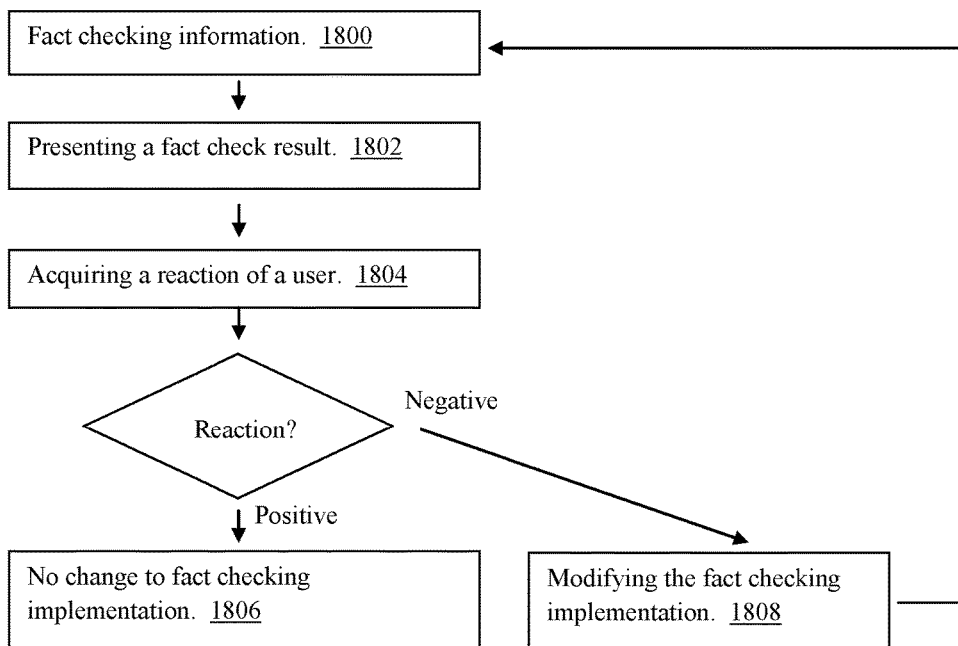 Fact checking information. 1800
Presenting a fact check result. 1802
Acquiring a reaction of a user. 1804
Reaction?
Negative
Positive
No change to fact checking
implementation. 1806
Modifying the fact checking
implementation. 1808